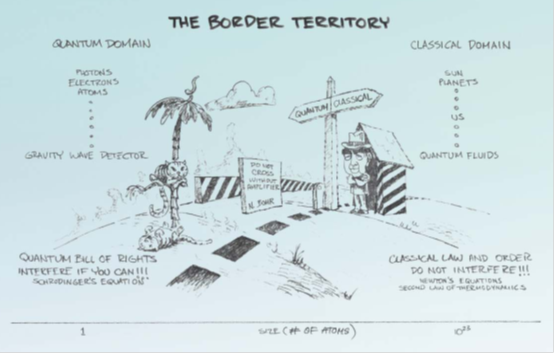 THE BORDER TERRITORY
QUANTUM DOMAIN
PHOTONS
ELECTRONS
ATOMS
GRAVITY WAVE DETECTOR
CLASSICAL DOMAIN
SUN
PLANETS
US
QUANTUM FLUIDS
QUANTUM
CLASSICAL
DO NOT
CROSS
WITHOUT
AMPLIFIER
N. BOHR
QUANTUM BILL OF RIGHTS
INTERFERE IF YOU CAN!!!
SCHRÖDINGER'S EQUATION
CLASSICAL LAW AND ORDER
DO NOT INTERFERE!!!
NEWTON'S EQUATIONS
SECOND LAW OF THERMODYNAMICS
1
SIZE (# OF ATOMS)